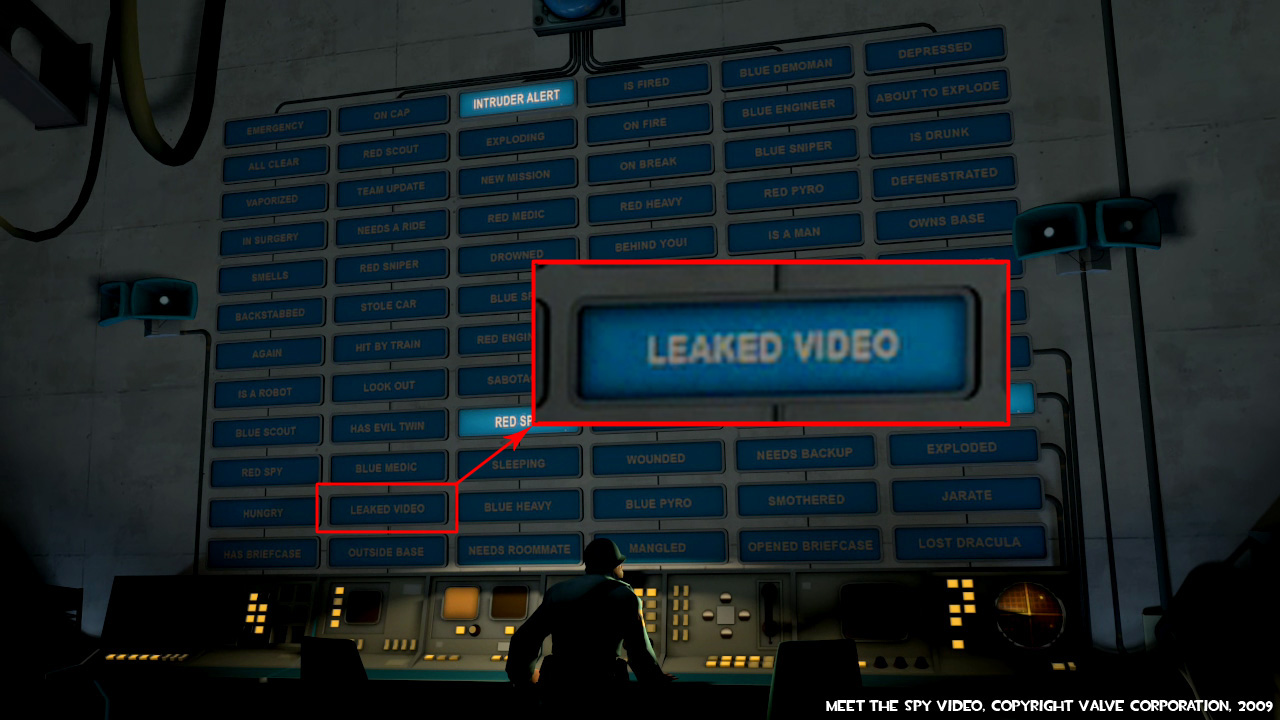 EMERGENCY
ALL CLEAR
VAPORIZED
IN SURGERY
SMELLS
BACKSTABBED
AGAIN
IS A ROBOT
BLUE SCOUT
RED SPY
HUNGRY
HAS BRIEFCASE
ON CAP
RED SCOUT
TEAM UPDATE
NEEDS A RIDE
RED SNIPER
STOLE CAR
HIT BY TRAIN
LOOK OUT
HAS EVIL TWIN
BLUE MEDIC
LEAKED VIDEO
OUTSIDE BASE
INTRUDER ALERT
EXPLODING
NEW MISSION
RED MEDIC
DROWNED
BLUE
RED
RED
SLEEPING
BLUE HEAVY
NEEDS ROOMMATE
IS FIRED
ON FIRE
ON BREAK
RED HEAVY
BEHIND YOU!
WOUNDED
BLUE PYRO
MANGLED
BLUE DEMOMAN
BLUE ENGINEER
BLUE SNIPER
RED PYRO
IS A MAN
NEEDS BACKUP
SMOTHERED
OPENED BRIEFCASE
DEPRESSED
ABOUT TO EXPLODE
IS DRUNK
DEFENESTRATED
OWNS BASE
EXPLODED
JARATE
LOST DRACULA
LEAKED VIDEO
MEET THE SPY VIDEO, COPYRIGHT VALVE CORPORATION, 2009